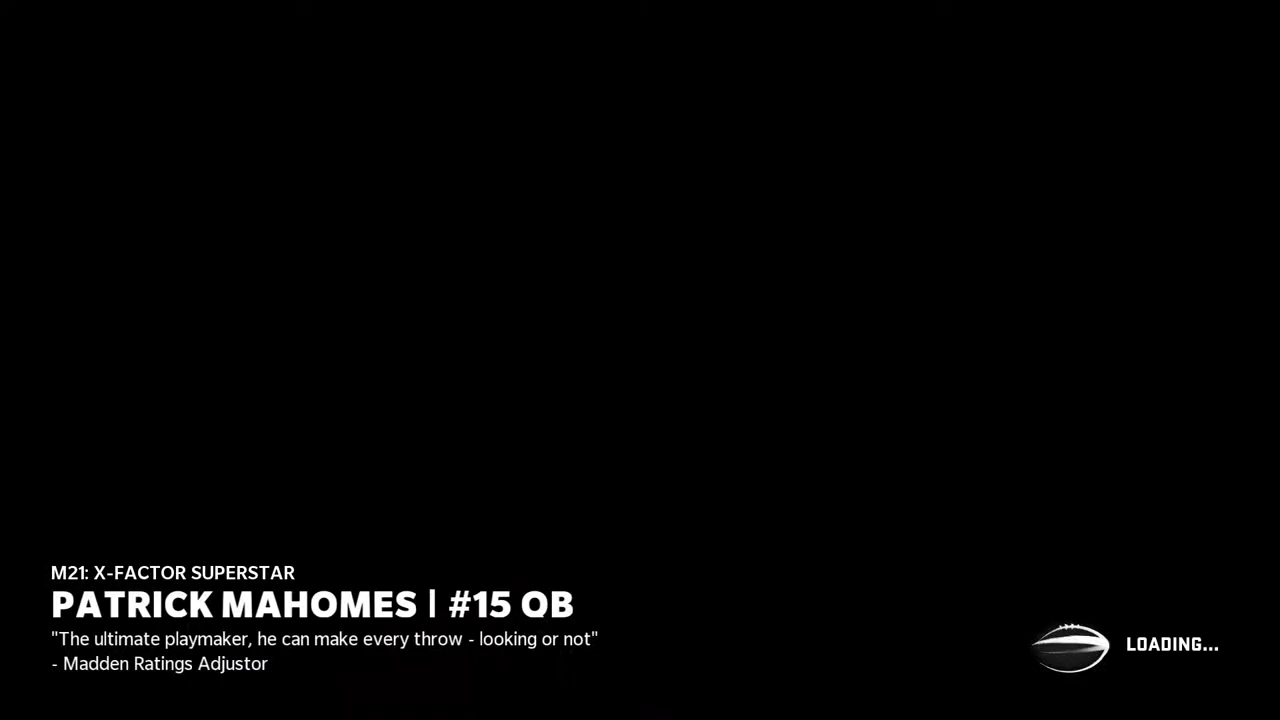 M21: X-FACTOR SUPERSTAR
PATRICK MAHOMES | #15 QB
"The ultimate playmaker, he can make every throw - looking or not"
- Madden Ratings Adjustor
LOADING...